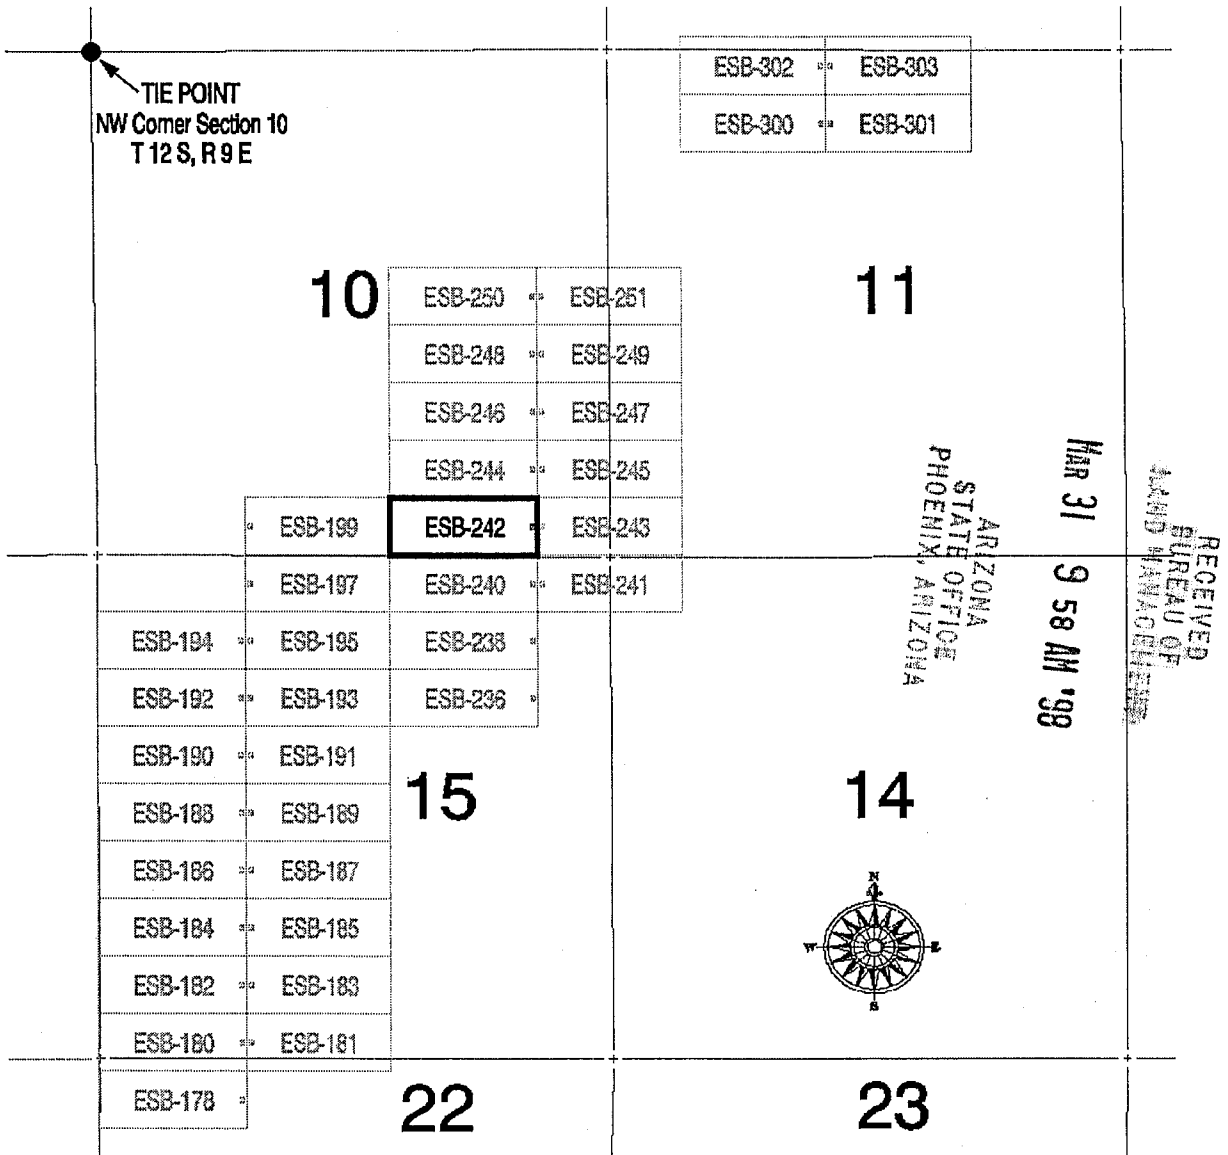 TIE POINT
NW Corner Section 10
T 12 S, R 9 E
ESB-302 ESB-303
ESB-300 ESB-301
10
11
ESB-250 ESB-251
ESB-248 ESB-249
ESB-246 ESB-247
ESB-244 ESB-245
ESB-199 ESB-242 ESB-243
ESB-197 ESB-240 ESB-241
ESB-194 ESB-195 ESB-238
ESB-192 ESB-193 ESB-236
ESB-190 ESB-191
15
14
ESB-188 ESB-189
ESB-186 ESB-187
ESB-184 ESB-185
ESB-182 ESB-183
ESB-180 ESB-181
ESB-178
22
23
N
W E
S
RECEIVED
BUREAU OF
LAND MANAGEMENT
MAR 31 9 58 AM '98
ARIZONA
STATE OFFICE
PHOENIX, ARIZONA